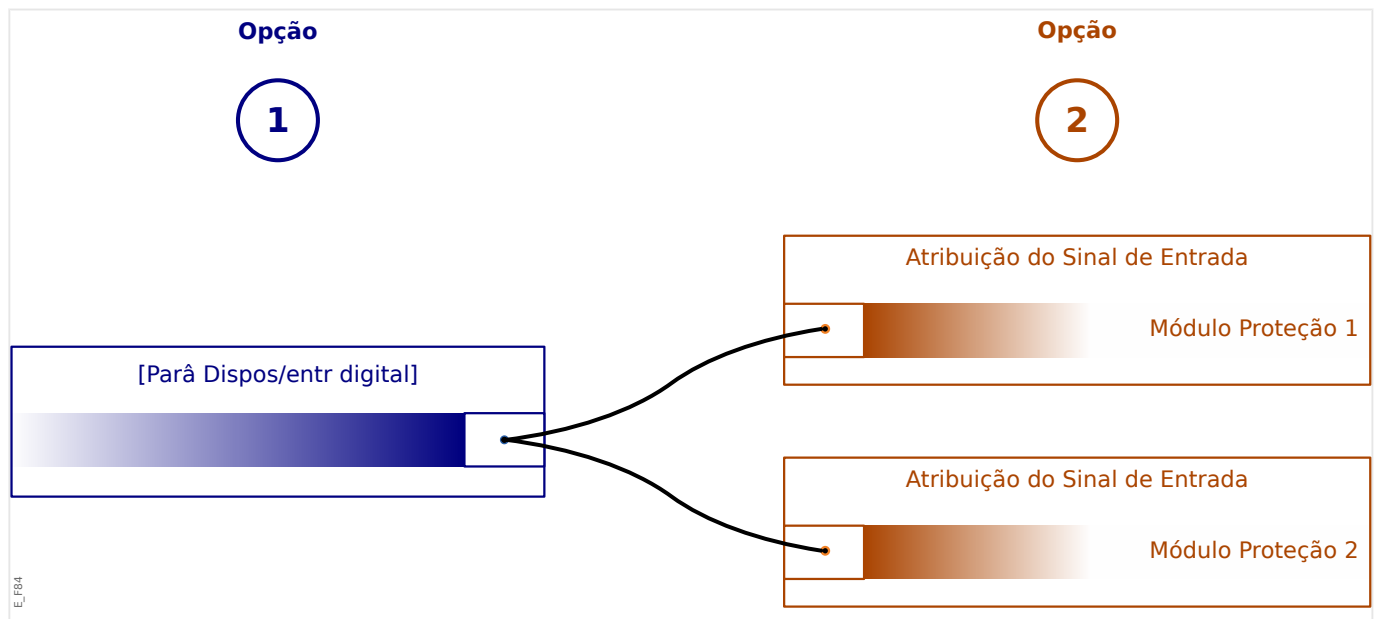 Opção
1
Opção
2
[Parâ Dispos/entr digital]
Atribuição do Sinal de Entrada
Módulo Proteção 1
Atribuição do Sinal de Entrada
Módulo Proteção 2
E_F84